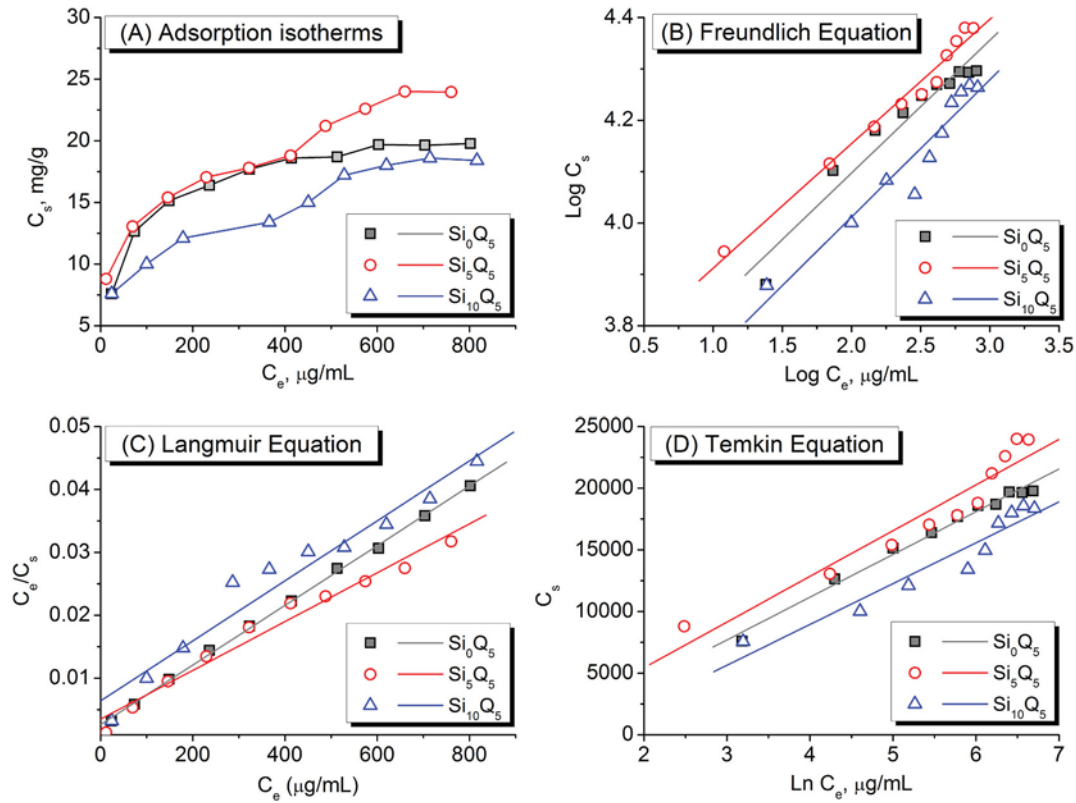 (A) Adsorption isotherms
30
25
20
15
10
5
C_s, mg/g
0
200
400
600
800
C_e, μg/mL
Si_0Q_5
Si_5Q_5
Si_10Q_5
(B) Freundlich Equation
4.4
4.2
4.0
3.8
Log C_s
0.5
1.0
1.5
2.0
2.5
3.0
3.5
Log C_e, μg/mL
Si_0Q_5
Si_5Q_5
Si_10Q_5
(C) Langmuir Equation
0.05
0.04
0.03
0.02
0.01
C_e/C_s
0
200
400
600
800
C_e (μg/mL)
Si_0Q_5
Si_5Q_5
Si_10Q_5
(D) Temkin Equation
25000
20000
15000
10000
5000
0
C_s
2
3
4
5
6
7
Ln C_e, μg/mL
Si_0Q_5
Si_5Q_5
Si_10Q_5